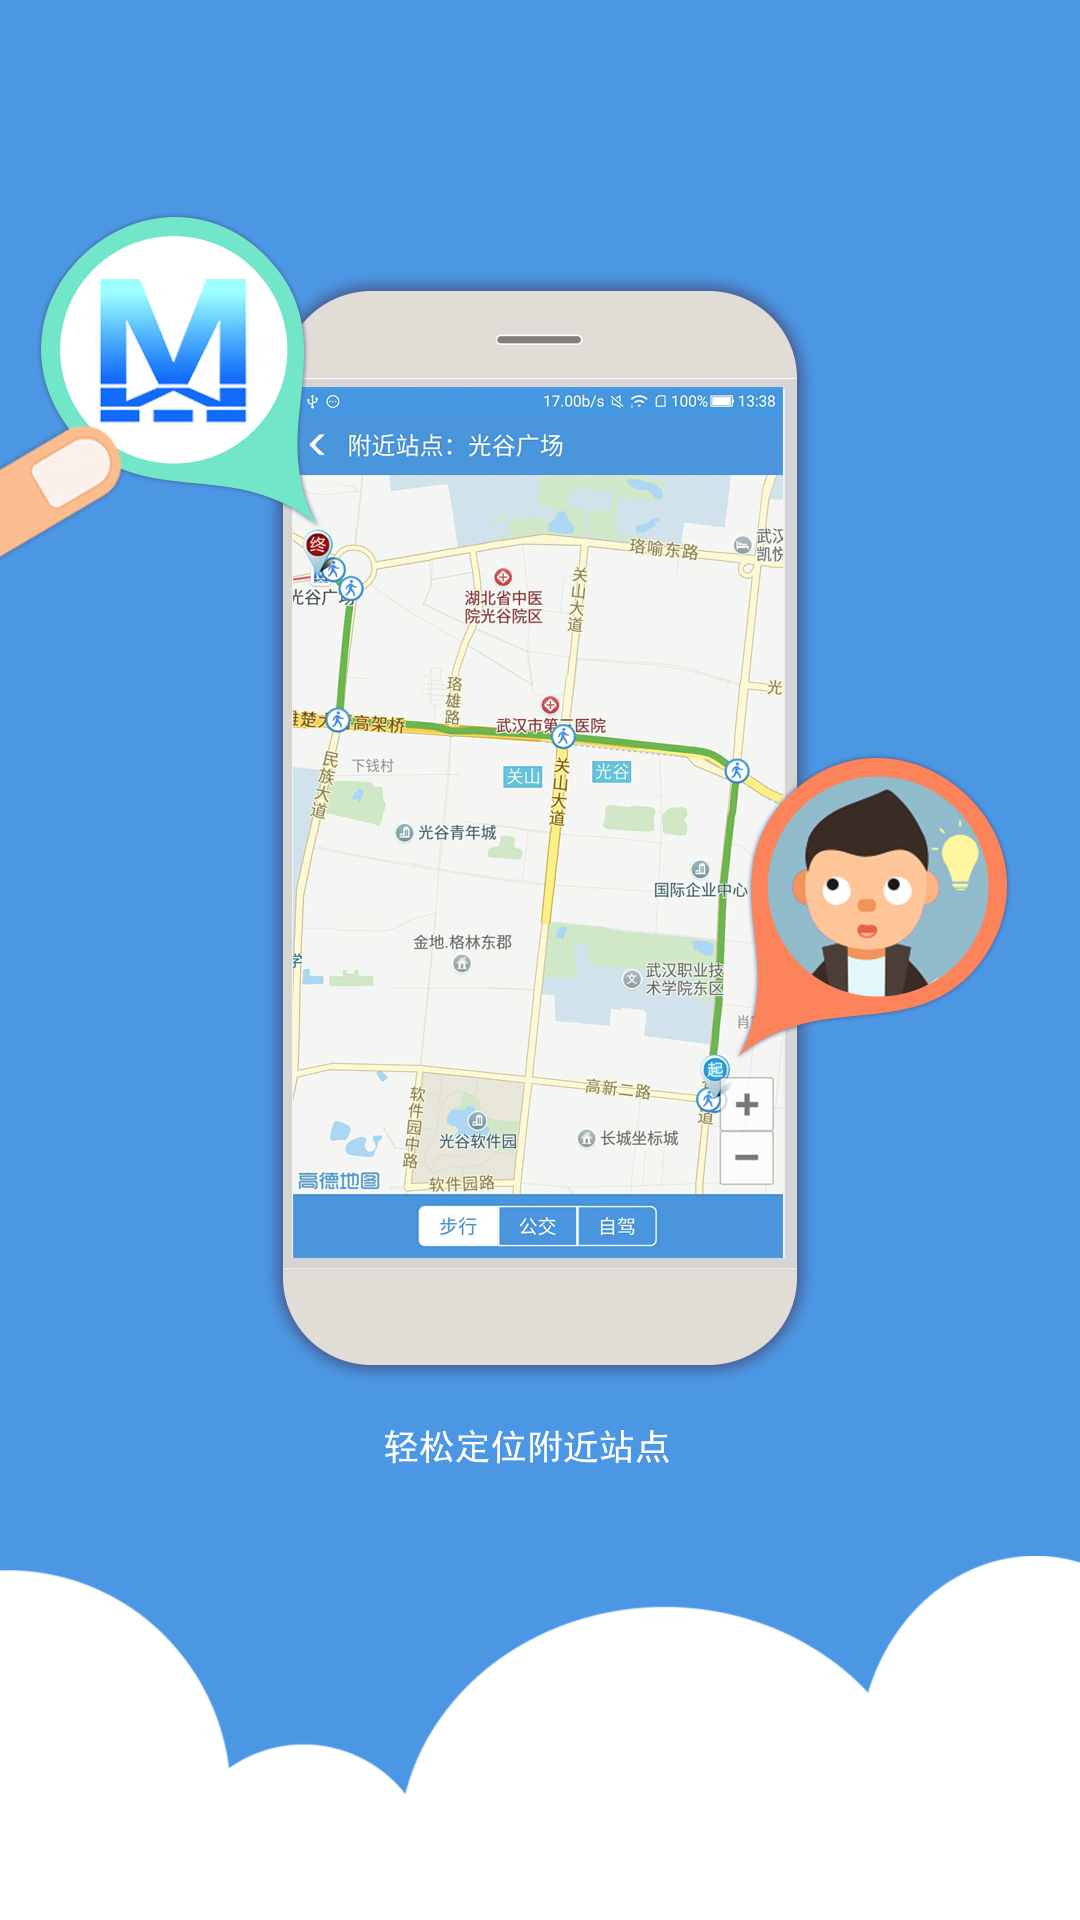 17.00b/s 100% 13:38
附近站点：光谷广场
珞喻东路
武汉
凯悦
终
光谷广场
湖北省中医
院光谷院区
关山大道
珞雄路
光
武汉市第三医院
高架桥
民族大道
下钱村
关山
光谷
关山大道
光谷青年城
国际企业中心
金地.格林东郡
学
武汉职业技
术学院东区
肖
起
高新二路
道
软件园中路
光谷软件园
长城坐标城
高德地图
软件园路
步行 公交 自驾
轻松定位附近站点